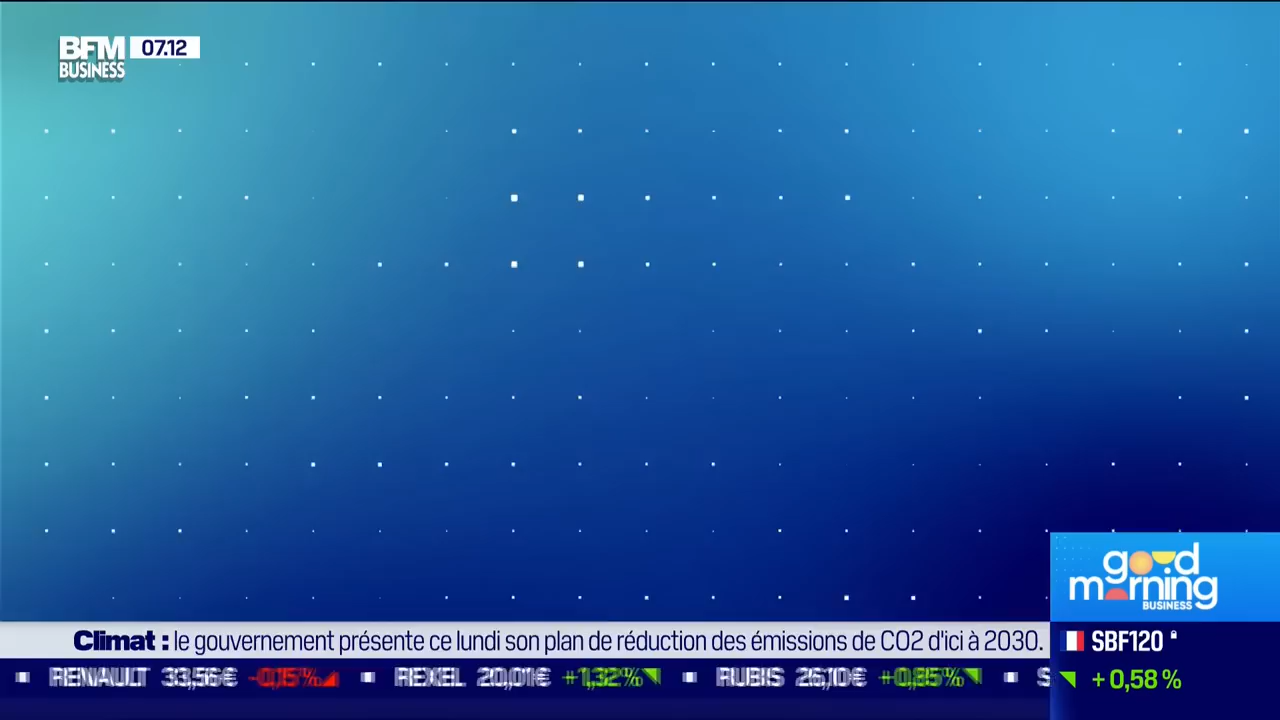 BFM
BUSINESS
07.12
good
morning
BUSINESS
Climat : le gouvernement présente ce lundi son plan de réduction des émissions de CO2 d'ici à 2030.
SBF120
RENAULT 33,56€ -0,15% REXEL 20,01€ +1,32% RUBIS 26,10€ +0,85% S
+0,58%